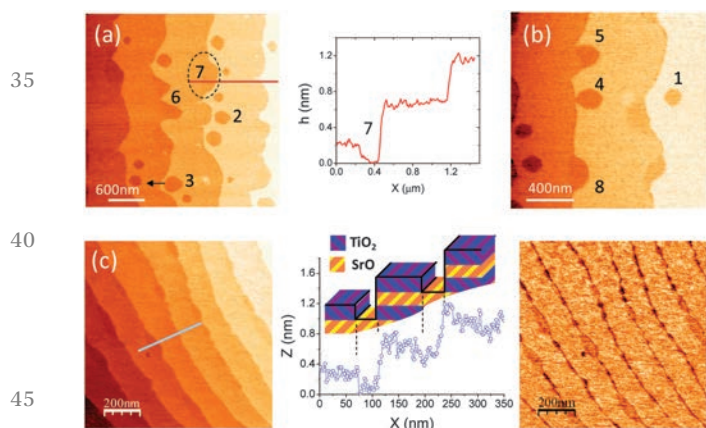 35
40
45
(a)
7
6
2
3
600nm
h (nm)
1.2
0.8
0.4
0.0
7
0.0 0.4 0.8 1.2
X (μm)
(b)
5
4
1
8
400nm
(c)
200nm
TiO2
SrO
Z (nm)
1.6
1.2
0.8
0.4
0.0
0 50 100 150 200 250 300 350
X (nm)
200nm